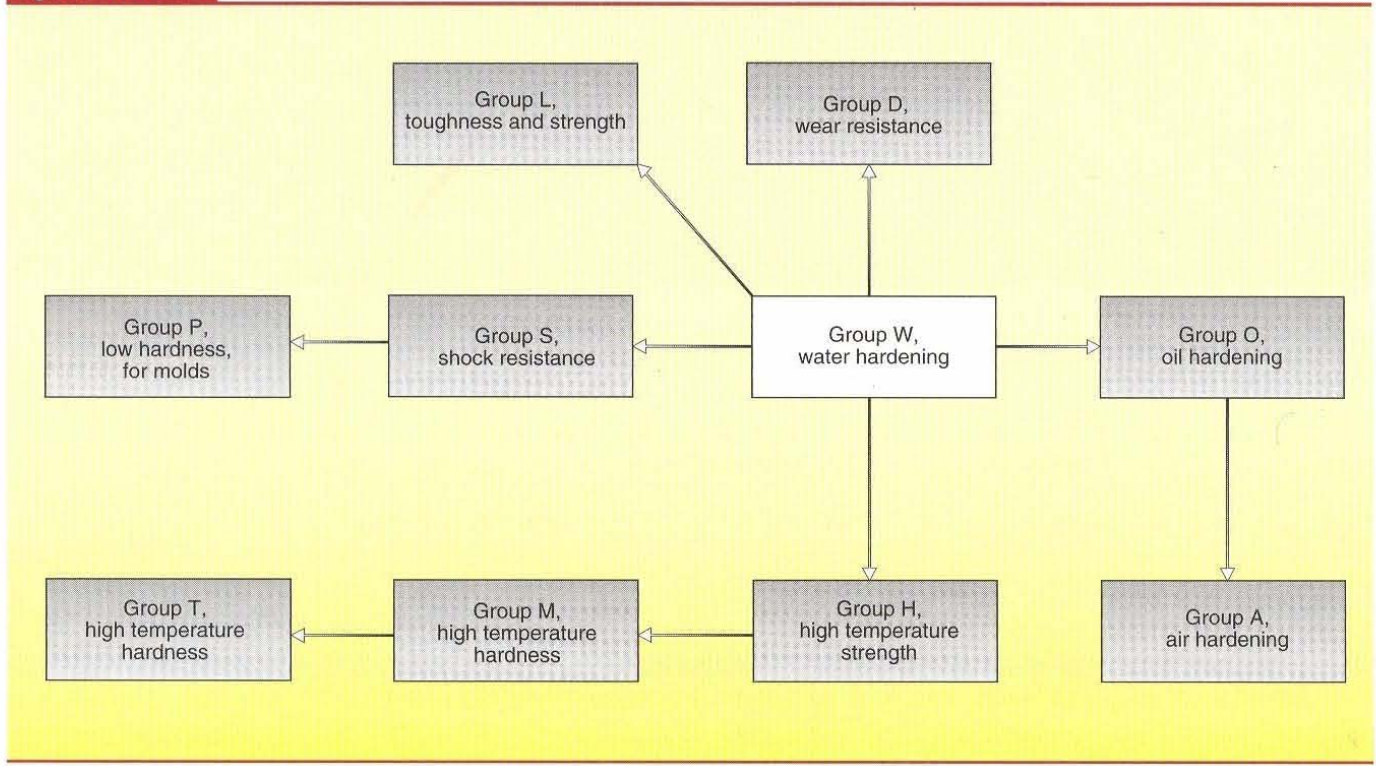 Group L,
toughness and strength
Group D,
wear resistance
Group P,
low hardness,
for molds
Group S,
shock resistance
Group W,
water hardening
Group O,
oil hardening
Group T,
high temperature
hardness
Group M,
high temperature
hardness
Group H,
high temperature
strength
Group A,
air hardening